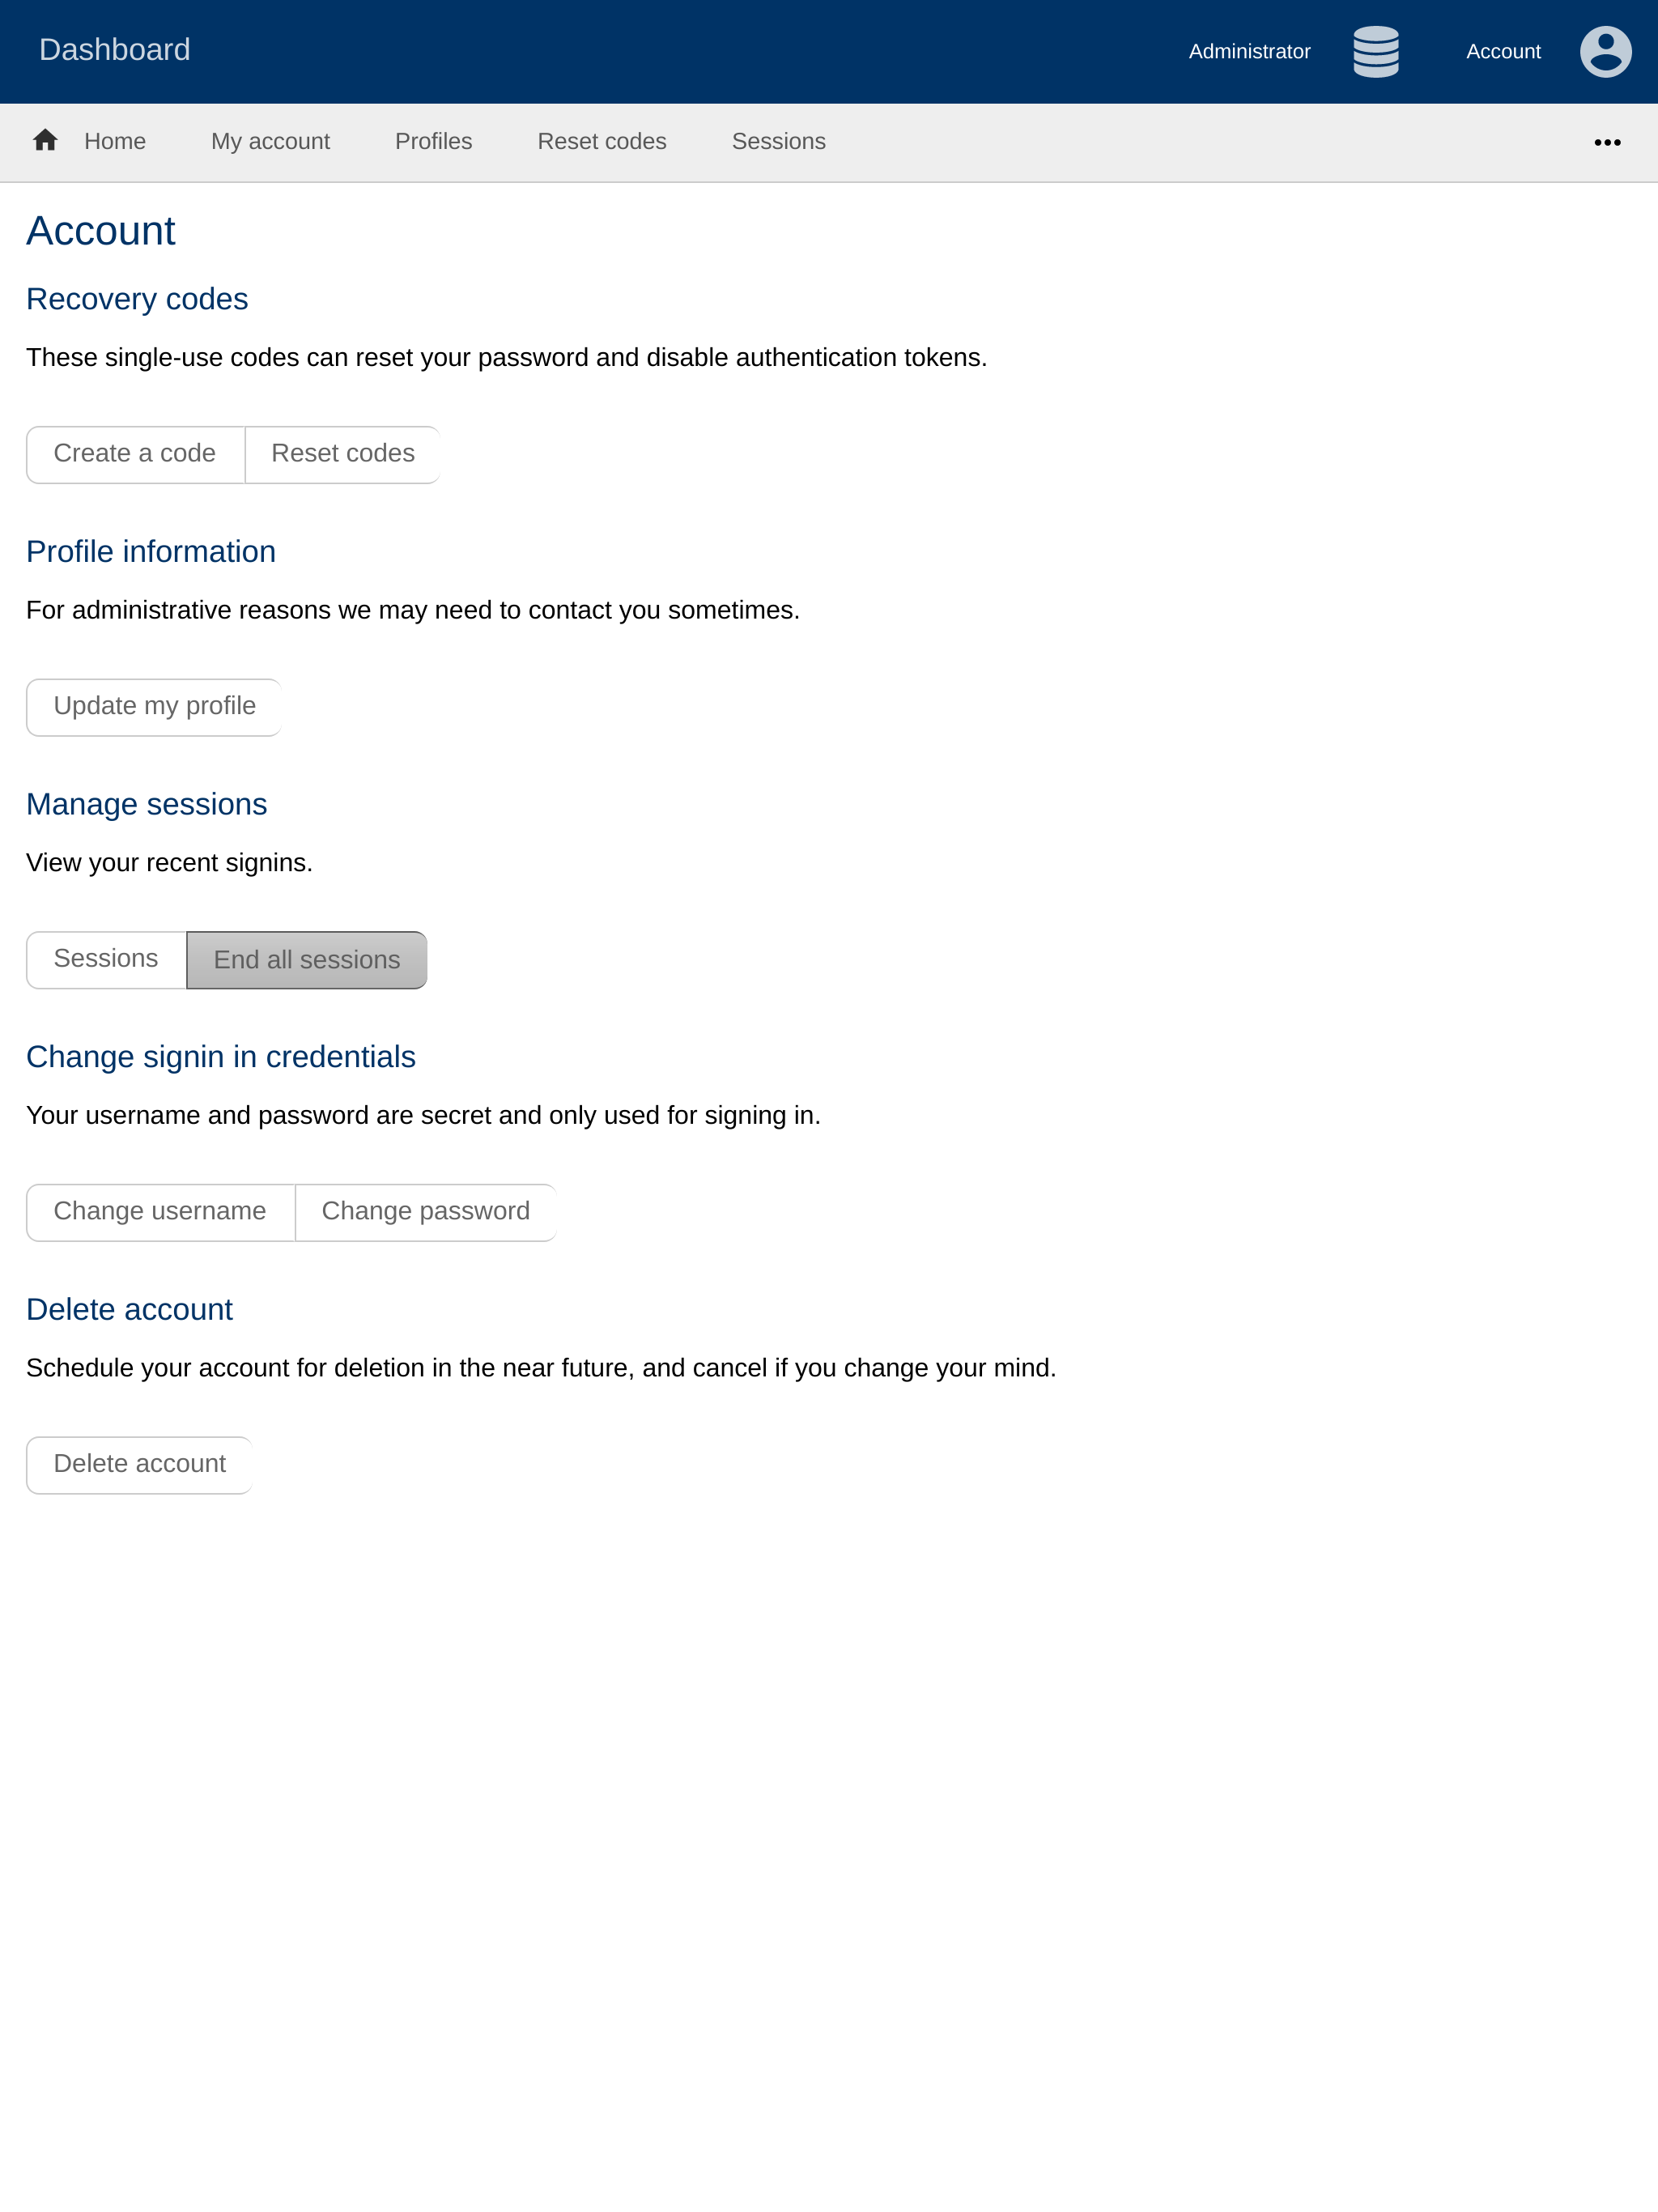 Dashboard Administrator Account
Home My account Profiles Reset codes Sessions
Account
Recovery codes
These single-use codes can reset your password and disable authentication tokens.
Create a code Reset codes
Profile information
For administrative reasons we may need to contact you sometimes.
Update my profile
Manage sessions
View your recent signins.
Sessions End all sessions
Change signin in credentials
Your username and password are secret and only used for signing in.
Change username Change password
Delete account
Schedule your account for deletion in the near future, and cancel if you change your mind.
Delete account